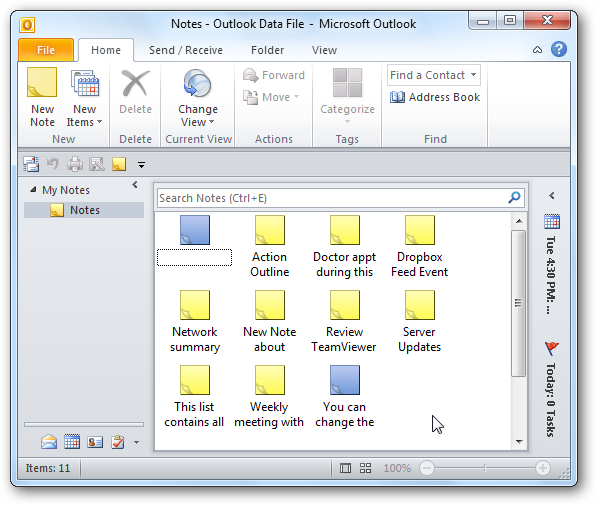 Notes - Outlook Data File - Microsoft Outlook
File Home Send / Receive Folder View
New Note
New Items
Delete
Change View
Forward
Move
Categorize
Find a Contact
Address Book
New Delete Current View Actions Tags Find
My Notes
Notes
Search Notes (Ctrl+E)
Action Outline
Doctor appt during this
Dropbox Feed Event
Network summary
New Note about
Review TeamViewer
Server Updates
This list contains all
Weekly meeting with
You can change the
Tue 4:30 PM: ...
Today: 0 Tasks
Items: 11
100%